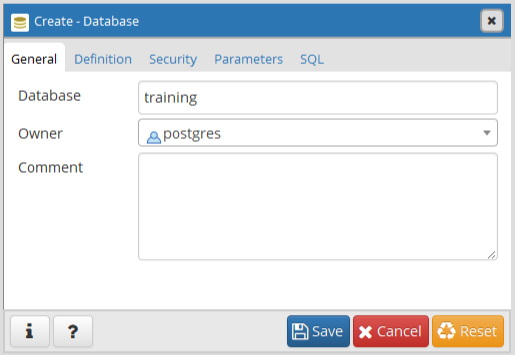 Create - Database
General Definition Security Parameters SQL
Database training
Owner postgres
Comment
i ? Save Cancel Reset